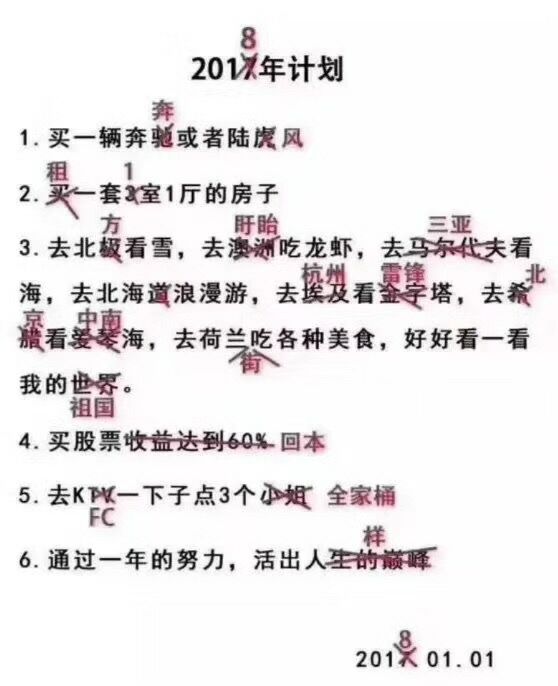 8
2017年计划
奔
1. 买一辆奔驰或者陆虎 风
租 1
2. 买一套3室1厅的房子
方 盱眙 三亚
3. 去北极看雪，去澳洲吃龙虾，去马尔代夫看
杭州 雷锋 北
海，去北海道浪漫游，去埃及看金字塔，去希
京 中南
腊看爱琴海，去荷兰吃各种美食，好好看一看
街
我的世界。
祖国
4. 买股票收益达到60% 回本
5. 去KTV一下子点3个小姐 全家桶
FC
样
6. 通过一年的努力，活出人生的巅峰
8
2017 01.01